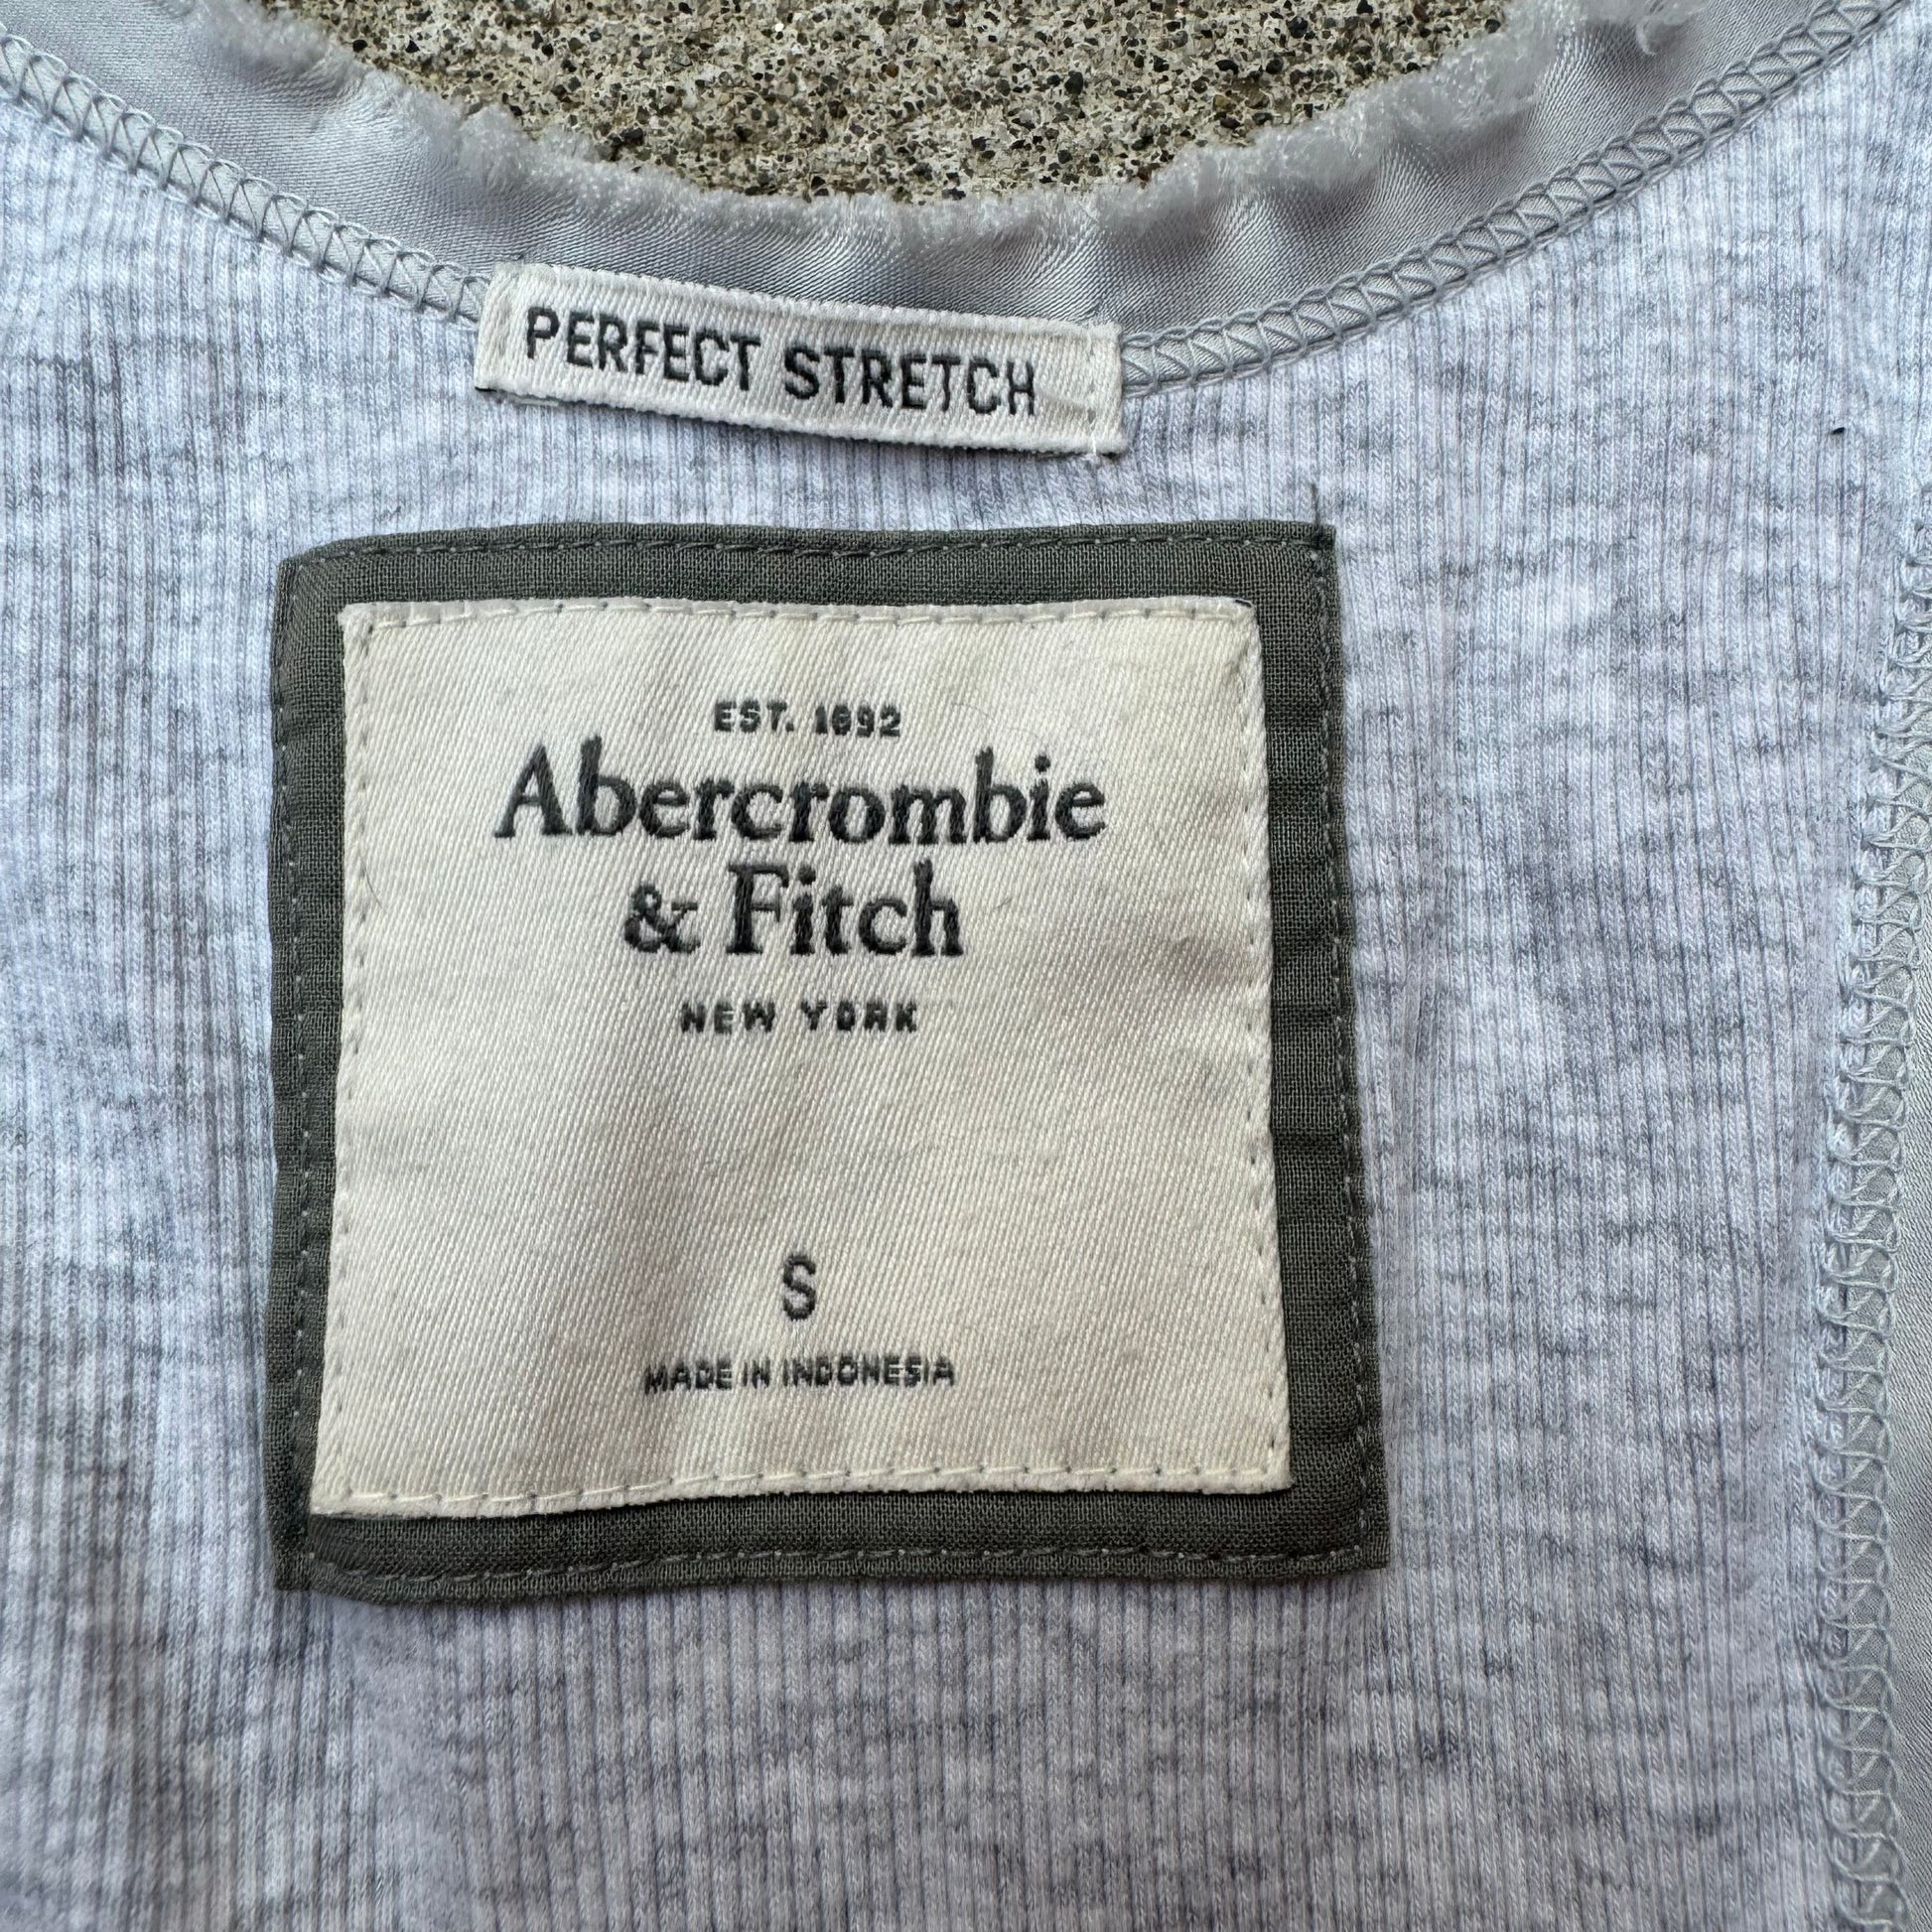 PERFECT STRETCH
EST. 1892
Abercrombie
& Fitch
NEW YORK
S
MADE IN INDONESIA